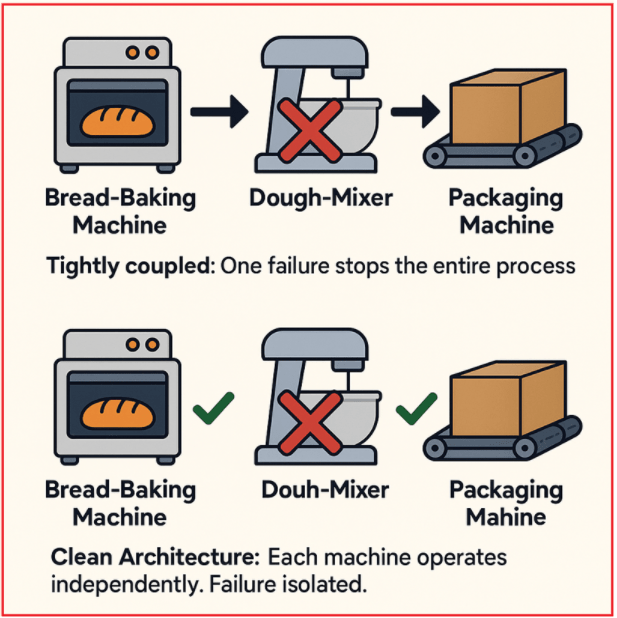 Bread-Baking Machine
Dough-Mixer
Packaging Machine
Tightly coupled: One failure stops the entire process
Bread-Baking Machine
Douh-Mixer
Packaging Mahine
Clean Architecture: Each machine operates
independently. Failure isolated.